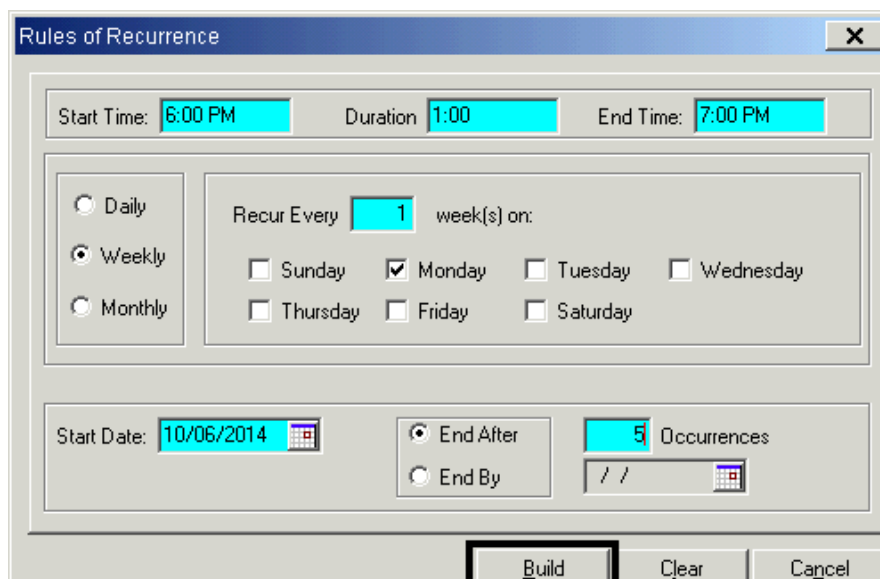 Rules of Recurrence
Start Time: 6:00 PM Duration 1:00 End Time: 7:00 PM
Daily
Recur Every 1 week(s) on:
Weekly
Sunday Monday Tuesday Wednesday
Monthly
Thursday Friday Saturday
Start Date: 10/06/2014 End After 5 Occurrences
End By / /
Build Clear Cancel